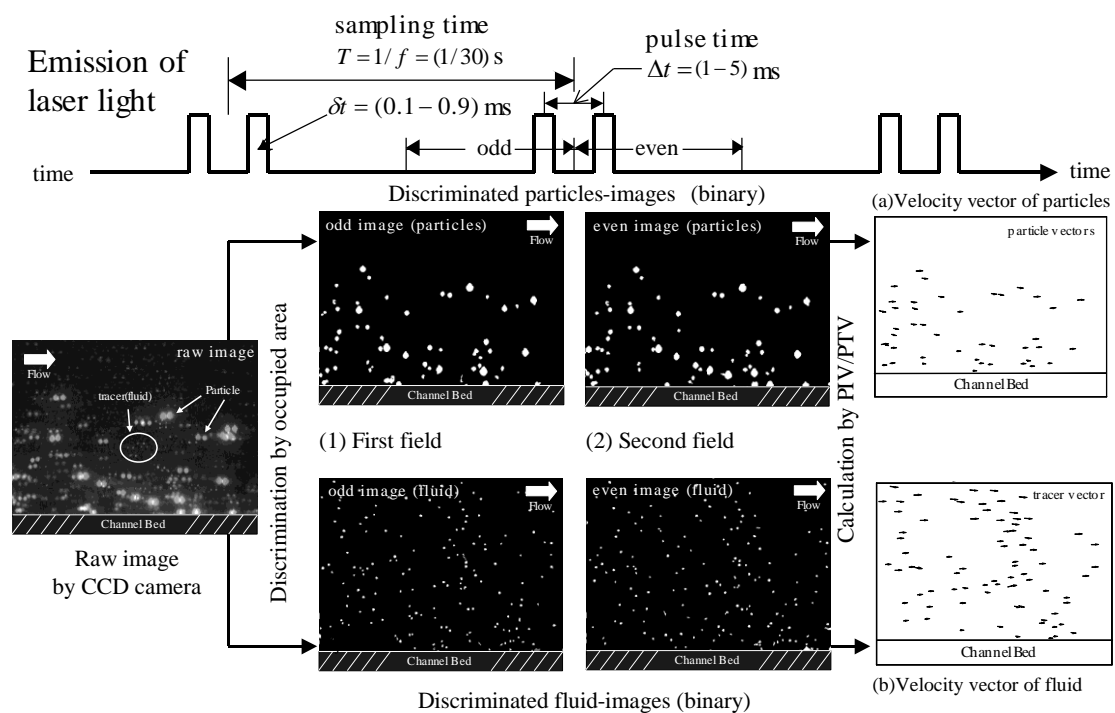 sampling time
T = 1/ f = (1/30) s
pulse time
Δt = (1−5) ms
Emission of
laser light
δt = (0.1−0.9) ms
odd
even
time
time
Discriminated particles-images (binary)
(a)Velocity vector of particles
odd image (particles)
Flow
even image (particles)
Flow
particle vectors
Channel Bed
Channel Bed
Channel Bed
raw image
Flow
tracer(fluid)
Particle
Channel Bed
Raw image
by CCD camera
Discrimination by occupied area
(1) First field
(2) Second field
Calculation by PIV/PTV
odd image (fluid)
Flow
even image (fluid)
Flow
tracer vector
Channel Bed
Channel Bed
Channel Bed
(b)Velocity vector of fluid
Discriminated fluid-images (binary)